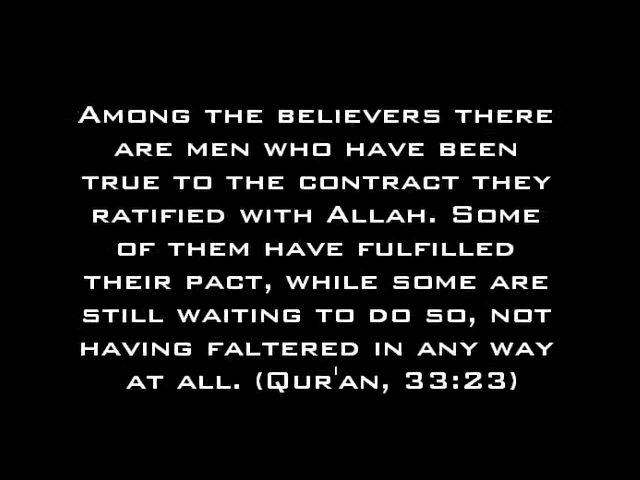 Among the believers there
are men who have been
true to the contract they
ratified with Allah. Some
of them have fulfilled
their pact, while some are
still waiting to do so, not
having faltered in any way
at all. (Qur'an, 33:23)